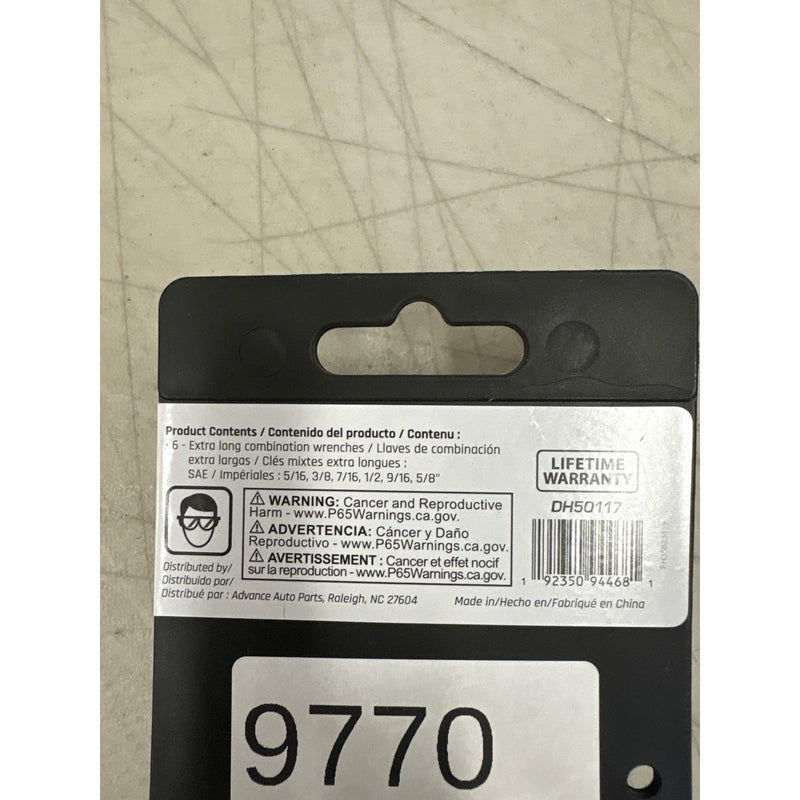 Product Contents / Contenido del producto / Contenu :
6 - Extra long combination wrenches / Llaves de combinación
extra largas / Clés mixtes extra longues :
SAE / Impériales : 5/16, 3/8, 7/16, 1/2, 9/16, 5/8"
LIFETIME
WARRANTY
DH50117
⚠ WARNING: Cancer and Reproductive
Harm - www.P65Warnings.ca.gov.
⚠ ADVERTENCIA: Cáncer y Daño
Reproductivo - www.P65Warnings.ca.gov.
⚠ AVERTISSEMENT : Cancer et effet nocif
sur la reproduction - www.P65Warnings.ca.gov.
1 92350 94468 1
Distributed by/
Distribuido por/
Distribué par : Advance Auto Parts, Raleigh, NC 27604
Made in/Hecho en/Fabriqué en China
9770